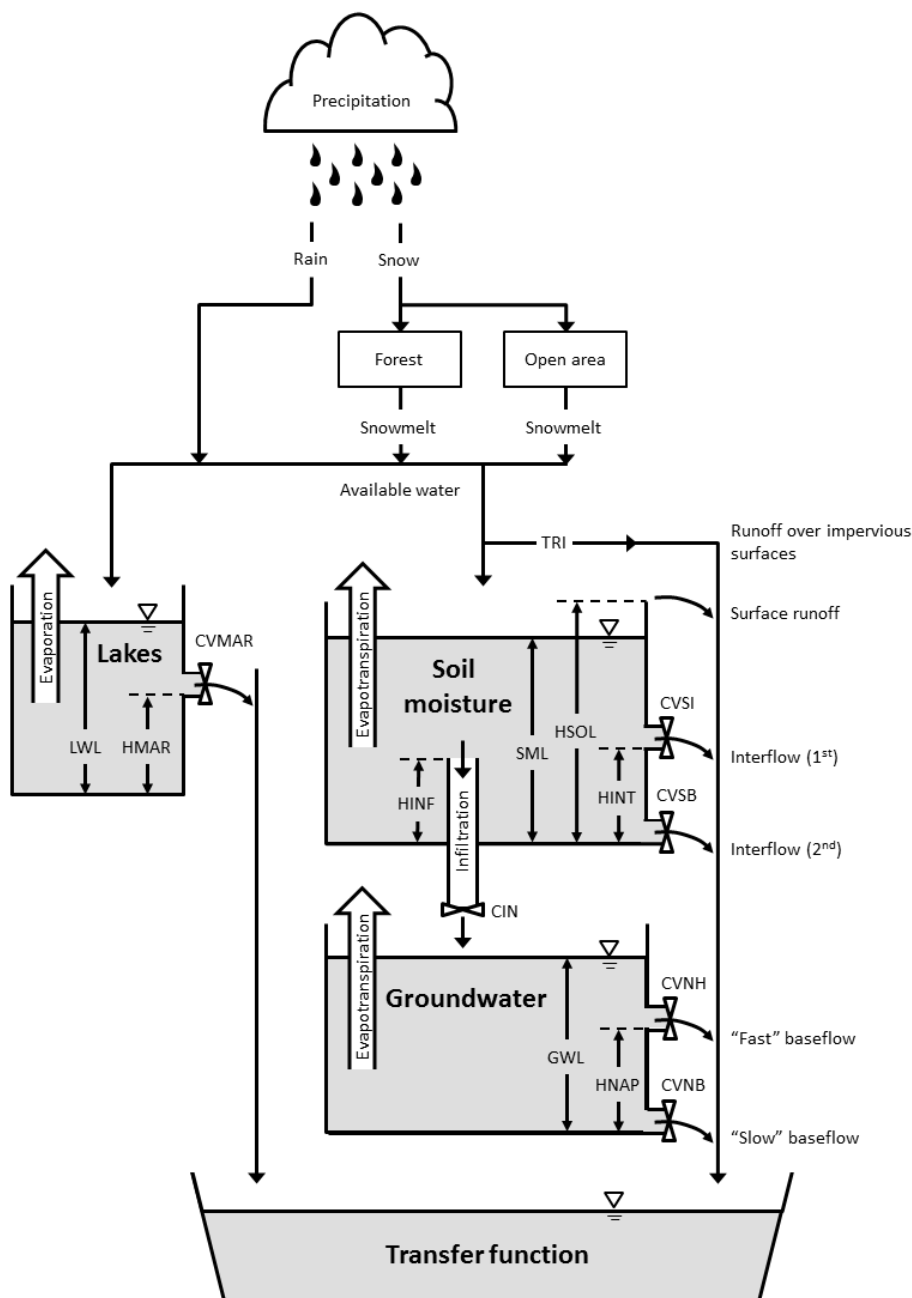 Precipitation
Rain
Snow
Forest
Open area
Snowmelt
Snowmelt
Available water
TRI
Runoff over impervious
surfaces
Evaporation
Lakes
CVMAR
LWL
HMAR
Evapotranspiration
Soil
moisture
HSOL
SML
HINF
HINT
Infiltration
CIN
Surface runoff
CVSI
Interflow (1st)
CVSB
Interflow (2nd)
Evapotranspiration
Groundwater
GWL
HNAP
CVNH
"Fast" baseflow
CVNB
"Slow" baseflow
Transfer function